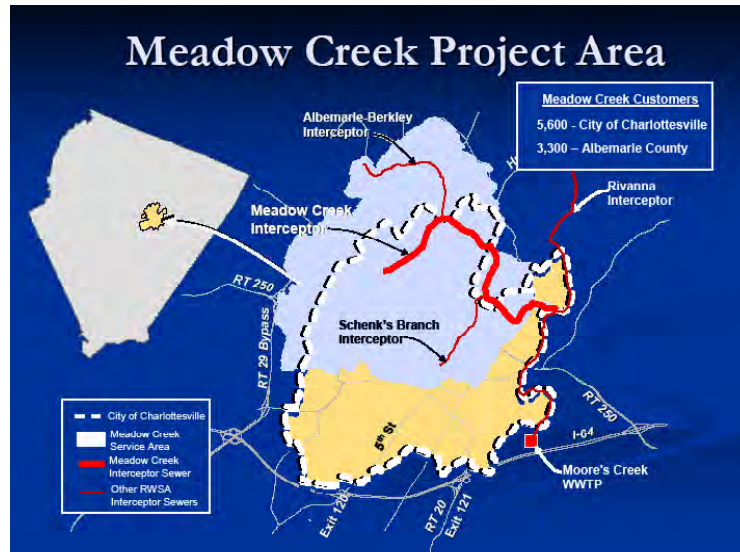 Meadow Creek Project Area
Meadow Creek Customers
5,600 - City of Charlottesville
3,300 – Albemarle County
Albemarle-Berkley
Interceptor
Rivanna
Interceptor
Meadow Creek
Interceptor
RT 250
RT 29 Bypass
Schenk's Branch
Interceptor
City of Charlottesville
Meadow Creek
Service Area
Meadow Creek
Interceptor Sewer
Other RWSA
Interceptor Sewers
5th St
RT 250
I-64
Moore's Creek
WWTP
Exit 120
RT 20
Exit 121